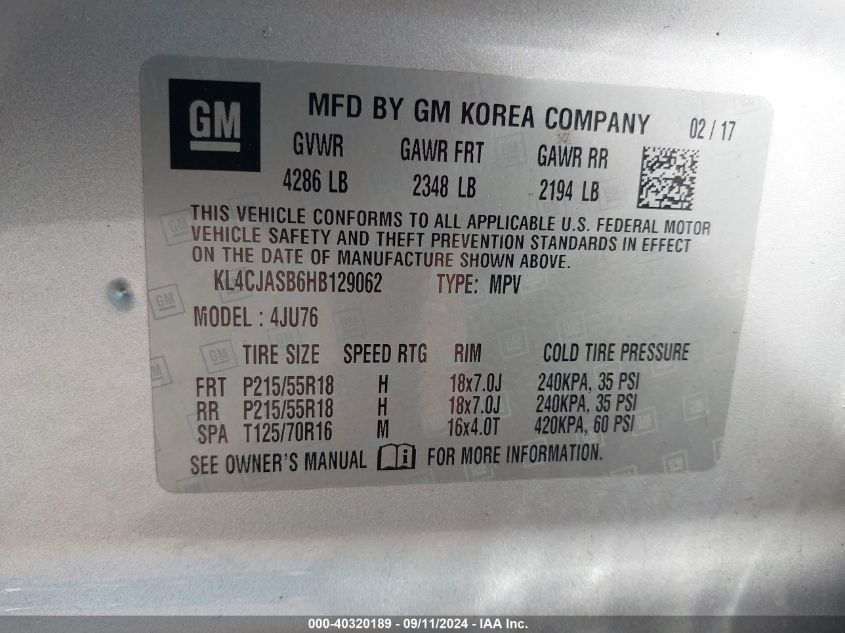 GM
MFD BY GM KOREA COMPANY 02 / 17
GVWR GAWR FRT GAWR RR
4286 LB 2348 LB 2194 LB
THIS VEHICLE CONFORMS TO ALL APPLICABLE U.S. FEDERAL MOTOR
VEHICLE SAFETY AND THEFT PREVENTION STANDARDS IN EFFECT
ON THE DATE OF MANUFACTURE SHOWN ABOVE.
KL4CJASB6HB129062 TYPE: MPV
MODEL : 4JU76
TIRE SIZE SPEED RTG RIM COLD TIRE PRESSURE
FRT P215/55R18 H 18x7.0J 240KPA, 35 PSI
RR P215/55R18 H 18x7.0J 240KPA, 35 PSI
SPA T125/70R16 M 16x4.0T 420KPA, 60 PSI
SEE OWNER'S MANUAL i FOR MORE INFORMATION.
000-40320189 - 09/11/2024 - IAA Inc.